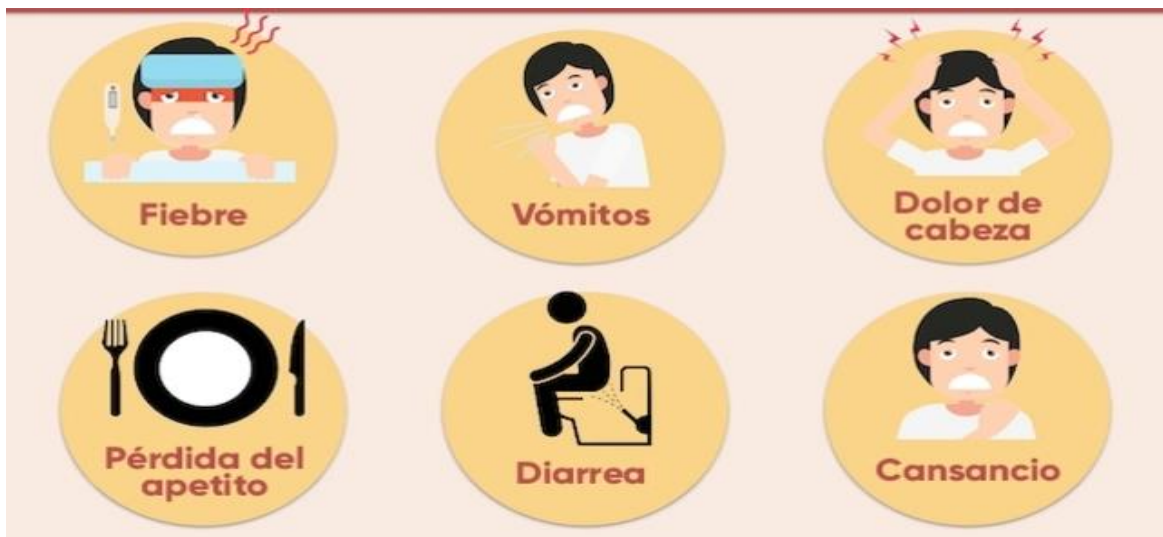 Fiebre
Vómitos
Dolor de
cabeza
Pérdida del
apetito
Diarrea
Cansancio